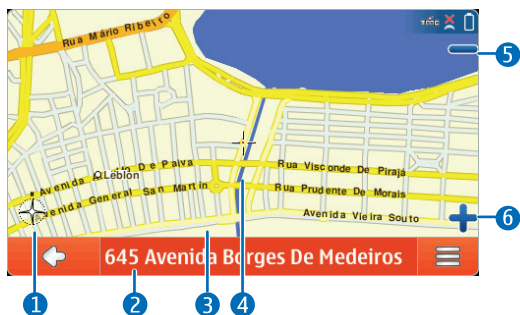 Rua Mário Ribeiro
TMC
5
Avenida Ataulfo De Paiva
Leblon
Rua Visconde De Pirajá
Avenida General San Martin
Rua Prudente De Morais
Avenida Vieira Souto
6
645 Avenida Borges De Medeiros
1
2
3
4